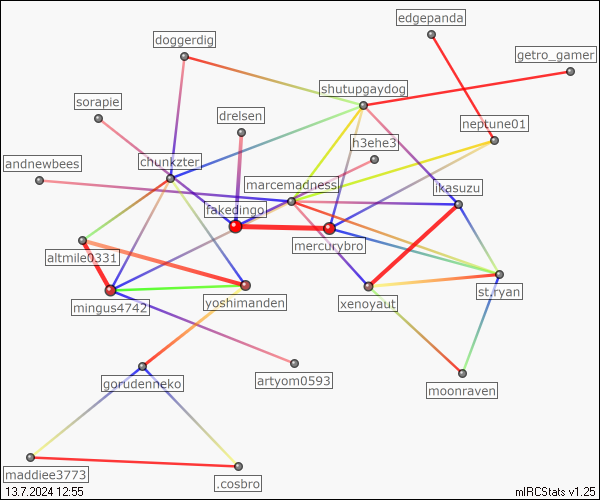 edgepanda
doggerdig
getro_gamer
shutupgaydog
sorapie
drelsen
neptune01
h3ehe3
chunkzter
andnewbees
marcemadness
ikasuzu
fakedingo
mercurybro
altmile0331
st.ryan
mingus4742
yoshimanden
xenoyaut
gorudenneko
artyom0593
moonraven
maddiee3773
.cosbro
13.7.2024 12:55
mIRCStats v1.25